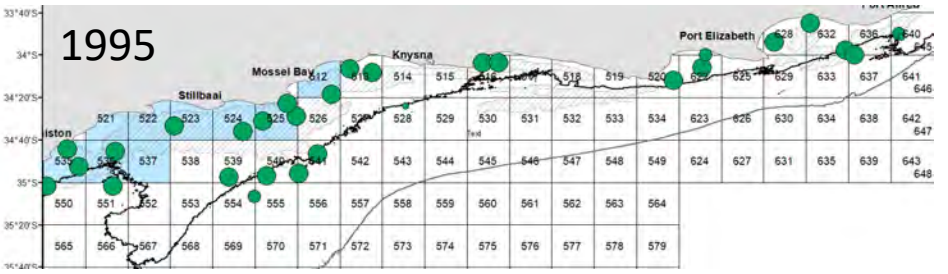 1995
33°40'S
34°S
34°20'S
34°40'S
35°S
35°20'S
35°40'S
Port Elizabeth
Knysna
Mossel Bay
Stillbaai
628 632 636 640
645
512 513 514 515 516 518 519 520 622 625 629 633 637 641
646
521 522 523 524 525 526 528 529 530 531 532 533 534 623 626 630 634 638 642
Text
647
535 537 538 539 540 541 542 543 544 545 546 547 548 549 624 627 631 635 639 643
648
550 551 552 553 554 555 556 557 558 559 560 561 562 563 564
565 566 567 568 569 570 571 572 573 574 575 576 577 578 579